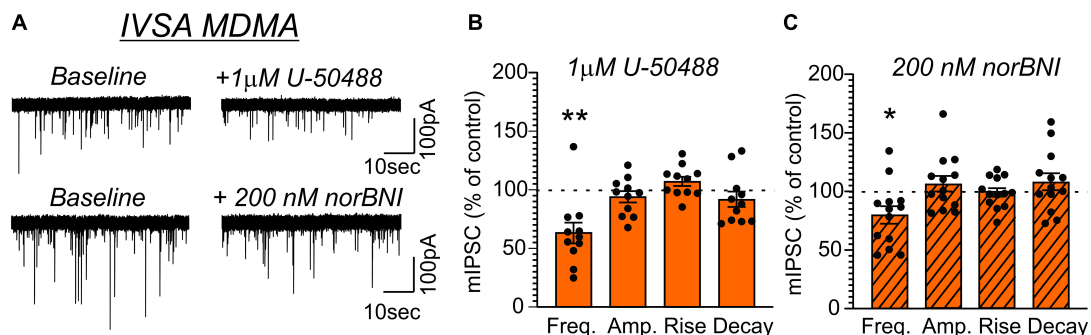 A
IVSA MDMA
Baseline
+1µM U-50488
100pA
10sec
Baseline
+ 200 nM norBNI
100pA
10sec
B
1µM U-50488
mIPSC (% of control)
200
150
100
50
0
**
Freq. Amp. Rise Decay
C
200 nM norBNI
mIPSC (% of control)
200
150
100
50
0
*
Freq. Amp. Rise Decay